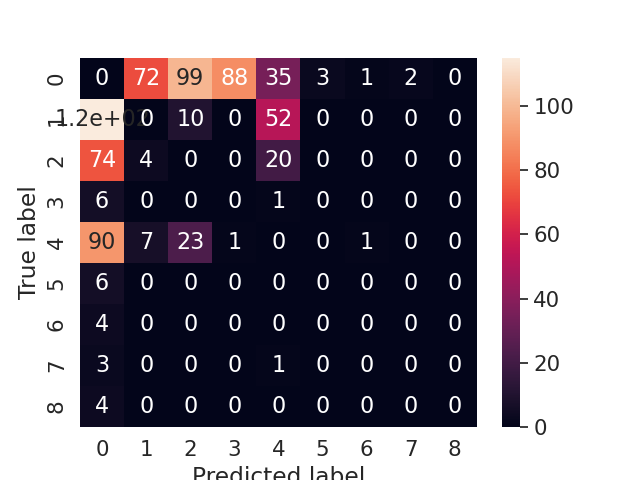 0 0 72 99 88 35 3 1 2 0
1 1.2e+02 0 10 0 52 0 0 0 0
2 74 4 0 0 20 0 0 0 0
3 6 0 0 0 1 0 0 0 0
4 90 7 23 1 0 0 1 0 0
5 6 0 0 0 0 0 0 0 0
6 4 0 0 0 0 0 0 0 0
7 3 0 0 0 1 0 0 0 0
8 4 0 0 0 0 0 0 0 0
0 1 2 3 4 5 6 7 8
Predicted label
True label
100
80
60
40
20
0